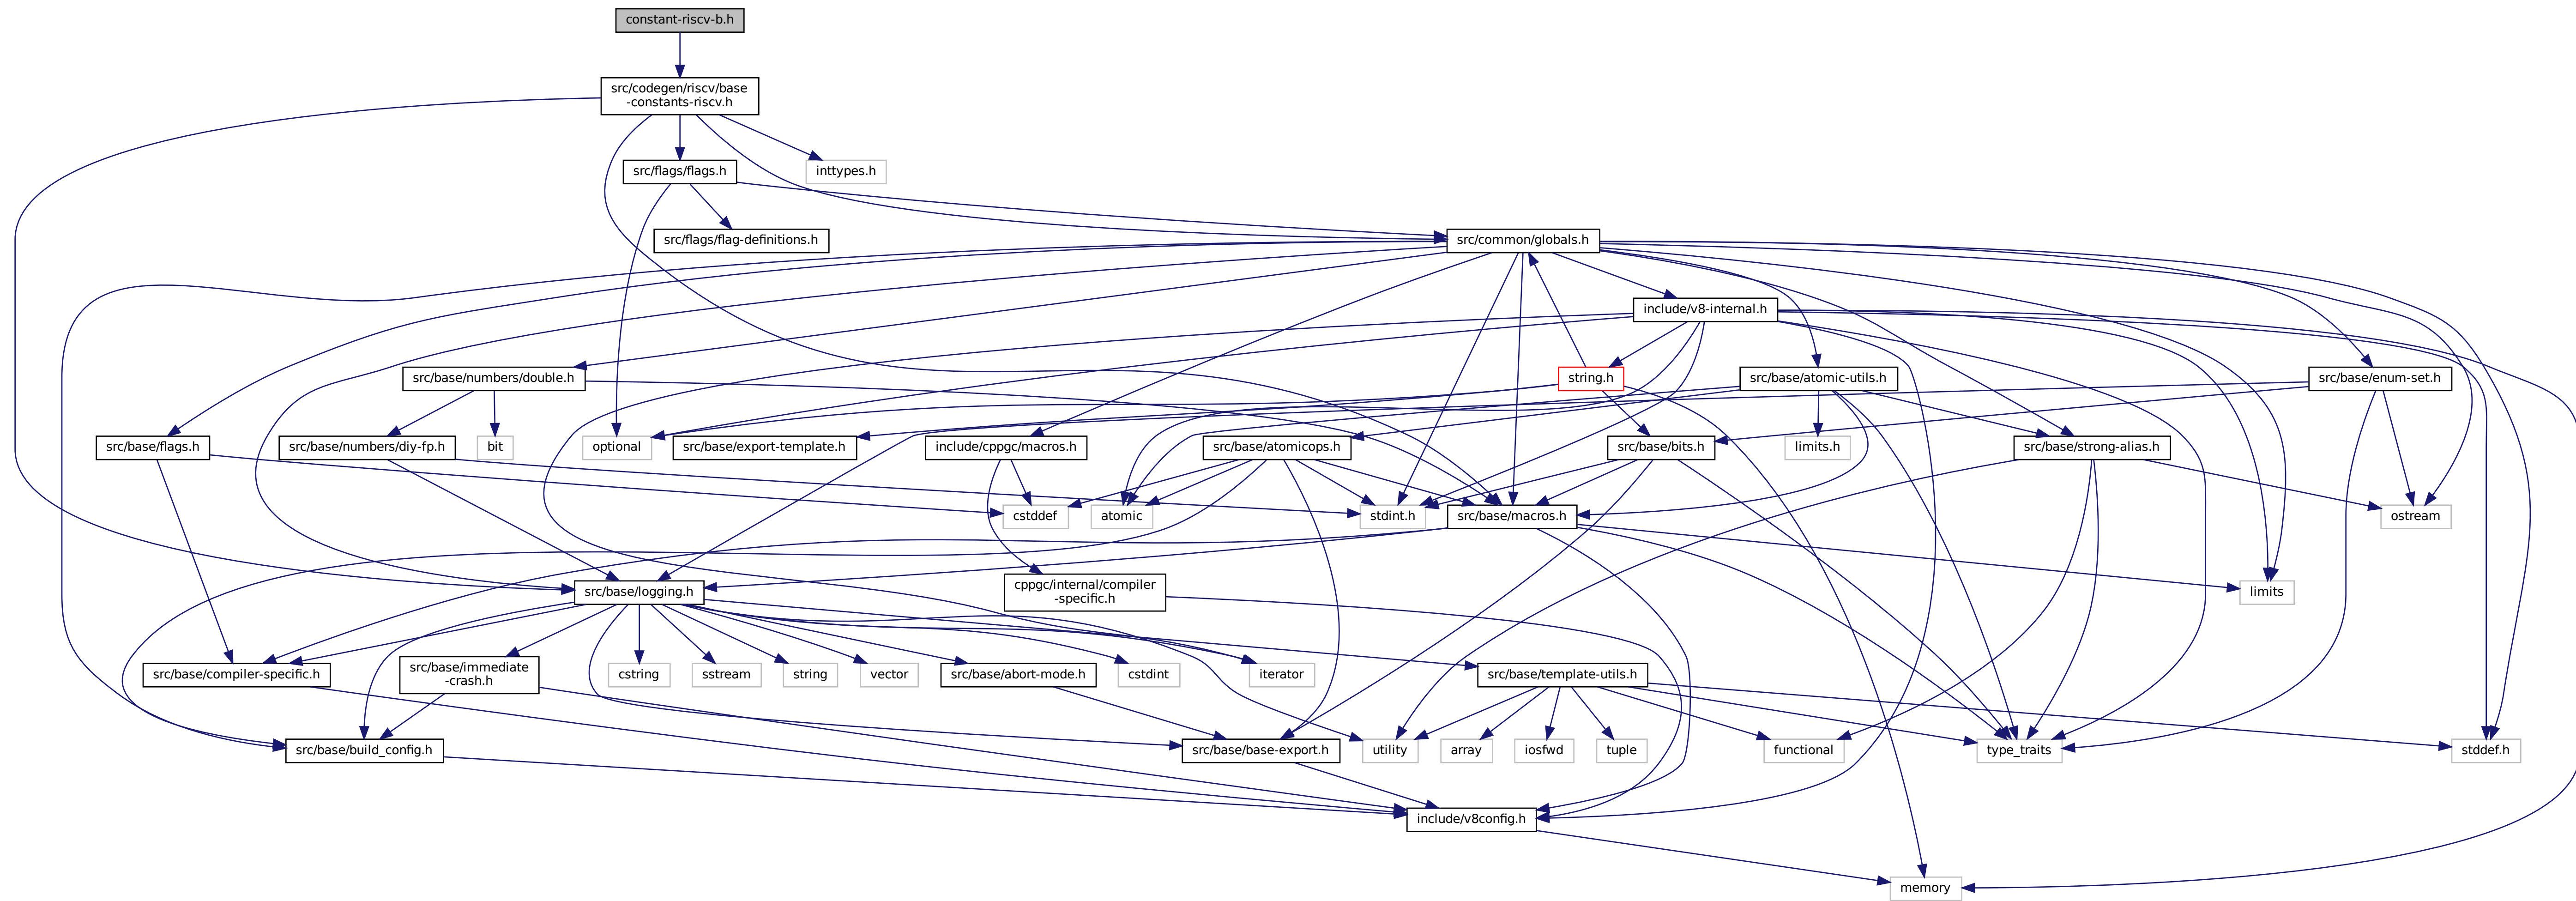 constant-riscv-b.h
src/codegen/riscv/base
-constants-riscv.h
src/flags/flags.h
inttypes.h
src/flags/flag-definitions.h
src/common/globals.h
include/v8-internal.h
src/base/numbers/double.h
string.h
src/base/atomic-utils.h
src/base/enum-set.h
src/base/flags.h
src/base/numbers/diy-fp.h
bit
optional
src/base/export-template.h
include/cppgc/macros.h
src/base/atomicops.h
src/base/bits.h
limits.h
src/base/strong-alias.h
cstddef
atomic
stdint.h
src/base/macros.h
ostream
src/base/logging.h
cppgc/internal/compiler
-specific.h
limits
src/base/compiler-specific.h
src/base/immediate
-crash.h
cstring
sstream
string
vector
src/base/abort-mode.h
cstdint
iterator
src/base/template-utils.h
src/base/build_config.h
src/base/base-export.h
utility
array
iosfwd
tuple
functional
type_traits
stddef.h
include/v8config.h
memory